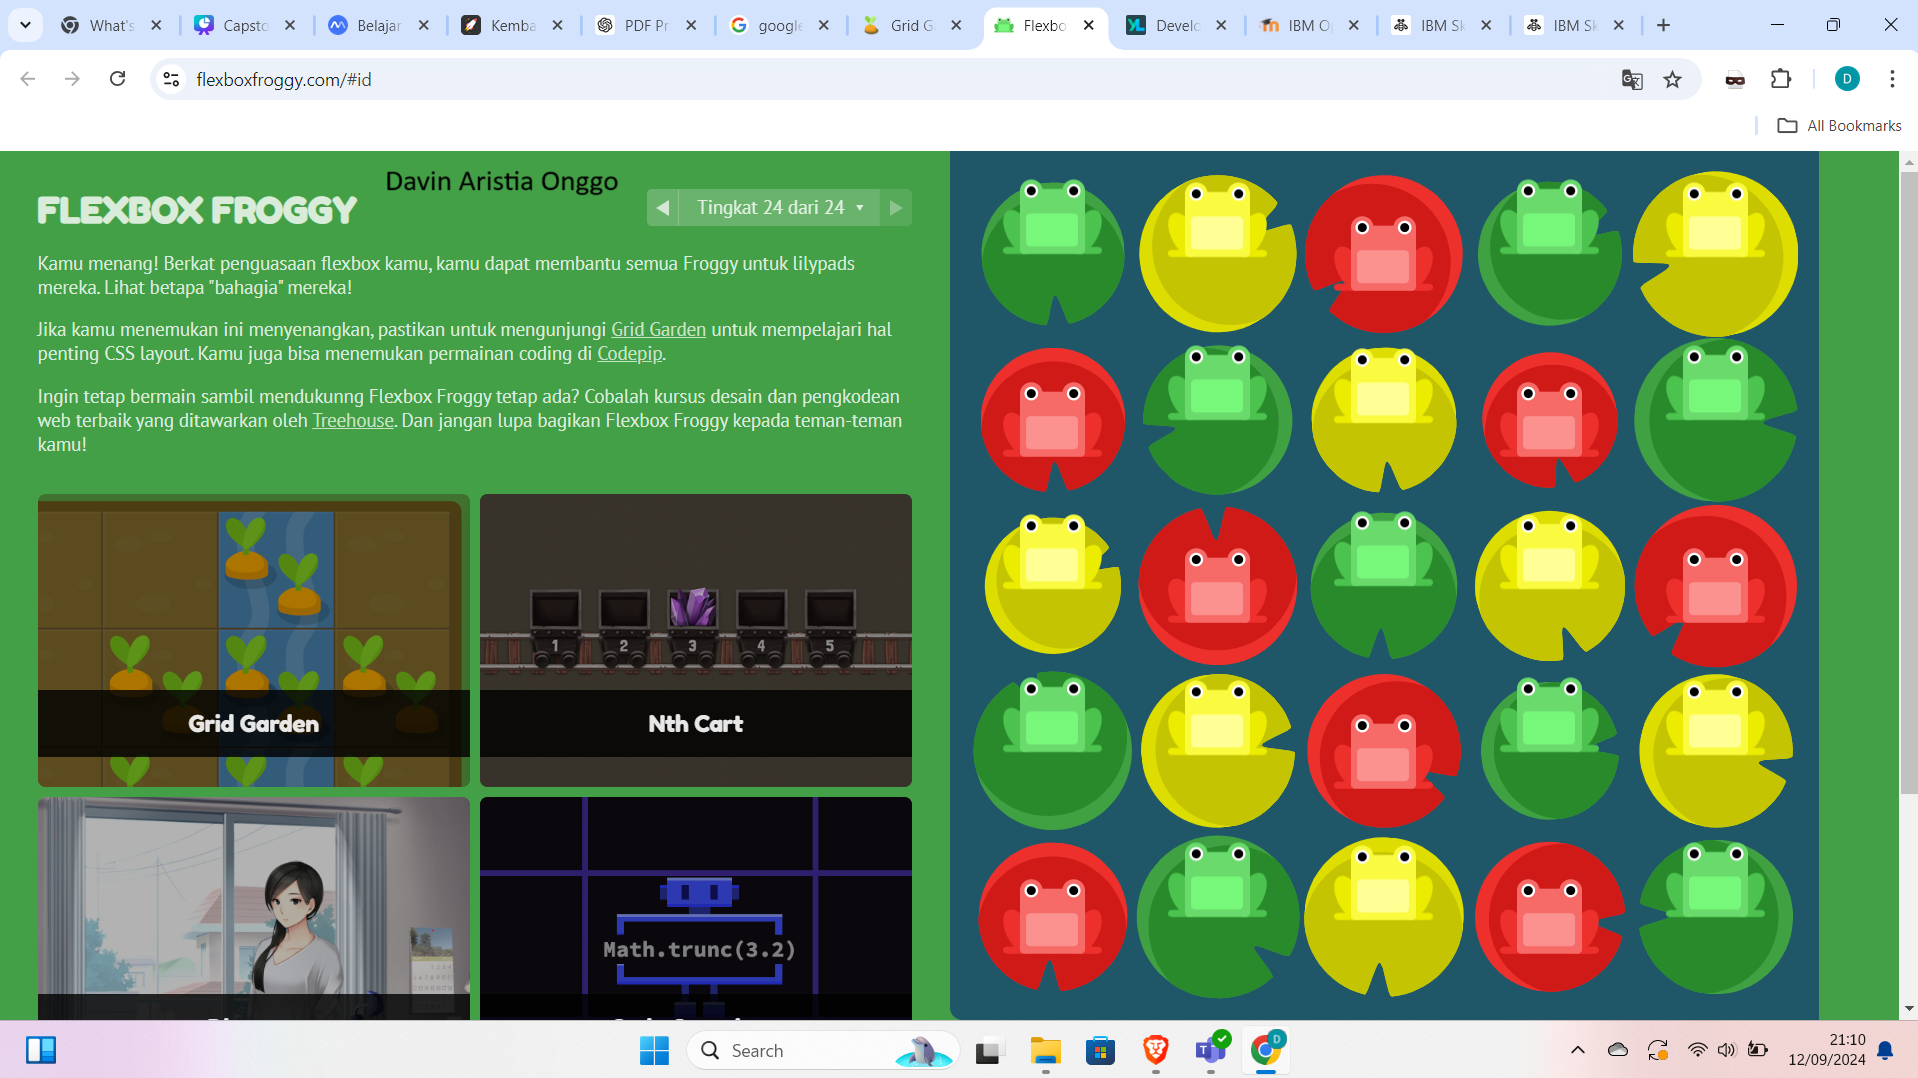 What's
Capsto
Belajar
Kemba
PDF Pr
google
Grid G
Flexbo
Develo
IBM O
IBM Sk
IBM Sk
flexboxfroggy.com/#id
D
All Bookmarks
Davin Aristia Onggo
FLEXBOX FROGGY
Tingkat 24 dari 24
Kamu menang! Berkat penguasaan flexbox kamu, kamu dapat membantu semua Froggy untuk lilypads
mereka. Lihat betapa "bahagia" mereka!
Jika kamu menemukan ini menyenangkan, pastikan untuk mengunjungi Grid Garden untuk mempelajari hal
penting CSS layout. Kamu juga bisa menemukan permainan coding di Codepip.
Ingin tetap bermain sambil mendukunng Flexbox Froggy tetap ada? Cobalah kursus desain dan pengkodean
web terbaik yang ditawarkan oleh Treehouse. Dan jangan lupa bagikan Flexbox Froggy kepada teman-teman
kamu!
1 2 3 4 5
Grid Garden
Nth Cart
Math.trunc(3.2)
Search
D
21:10
12/09/2024